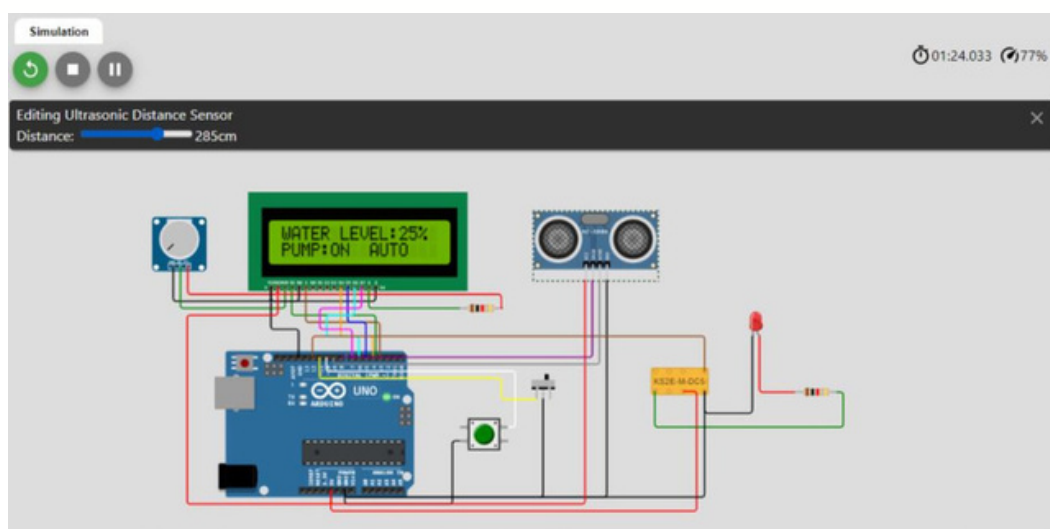 Simulation
01:24.033 77%
Editing Ultrasonic Distance Sensor
Distance: 285cm
WATER LEVEL:25%
PUMP:ON AUTO
UNO
ARDUINO
KS2E-M-DC5